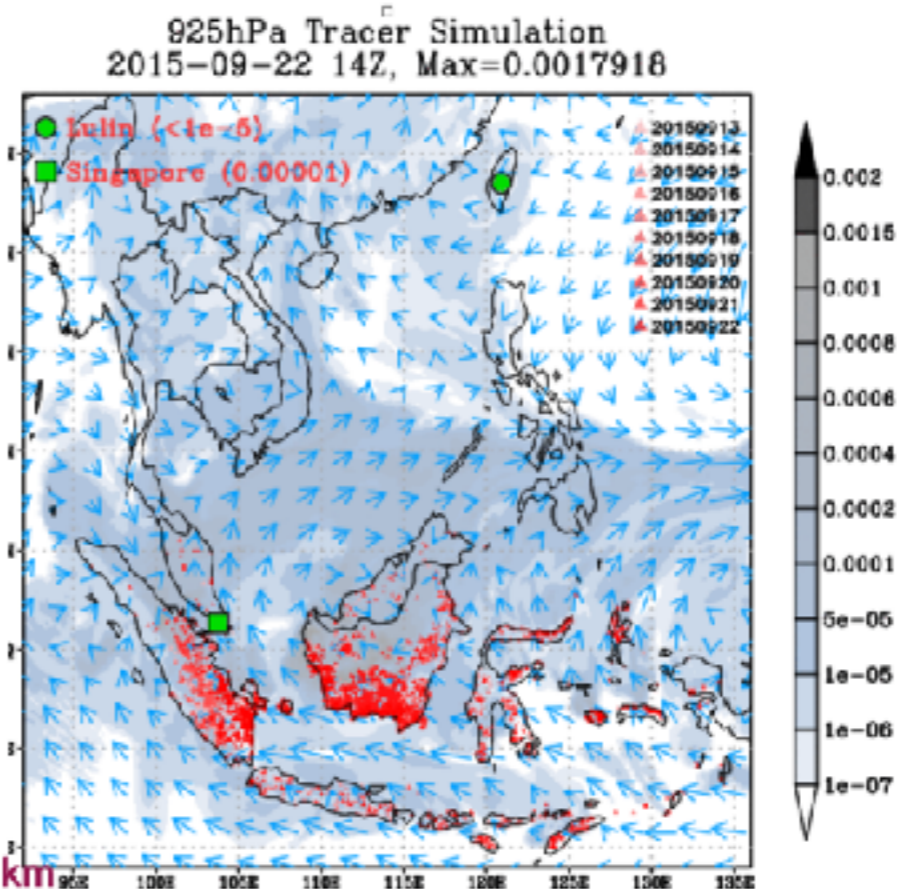 925hPa Tracer Simulation
2015-09-22 14Z, Max=0.0017918
Lulin (<1e-5)
Singapore (0.00001)
20150913
20150914
20150915
20150916
20150917
20150918
20150919
20150920
20150921
20150922
0.002
0.0015
0.001
0.0008
0.0006
0.0004
0.0002
0.0001
5e-05
1e-05
1e-06
1e-07
km
95E 100E 105E 110E 115E 120E 125E 130E 135E